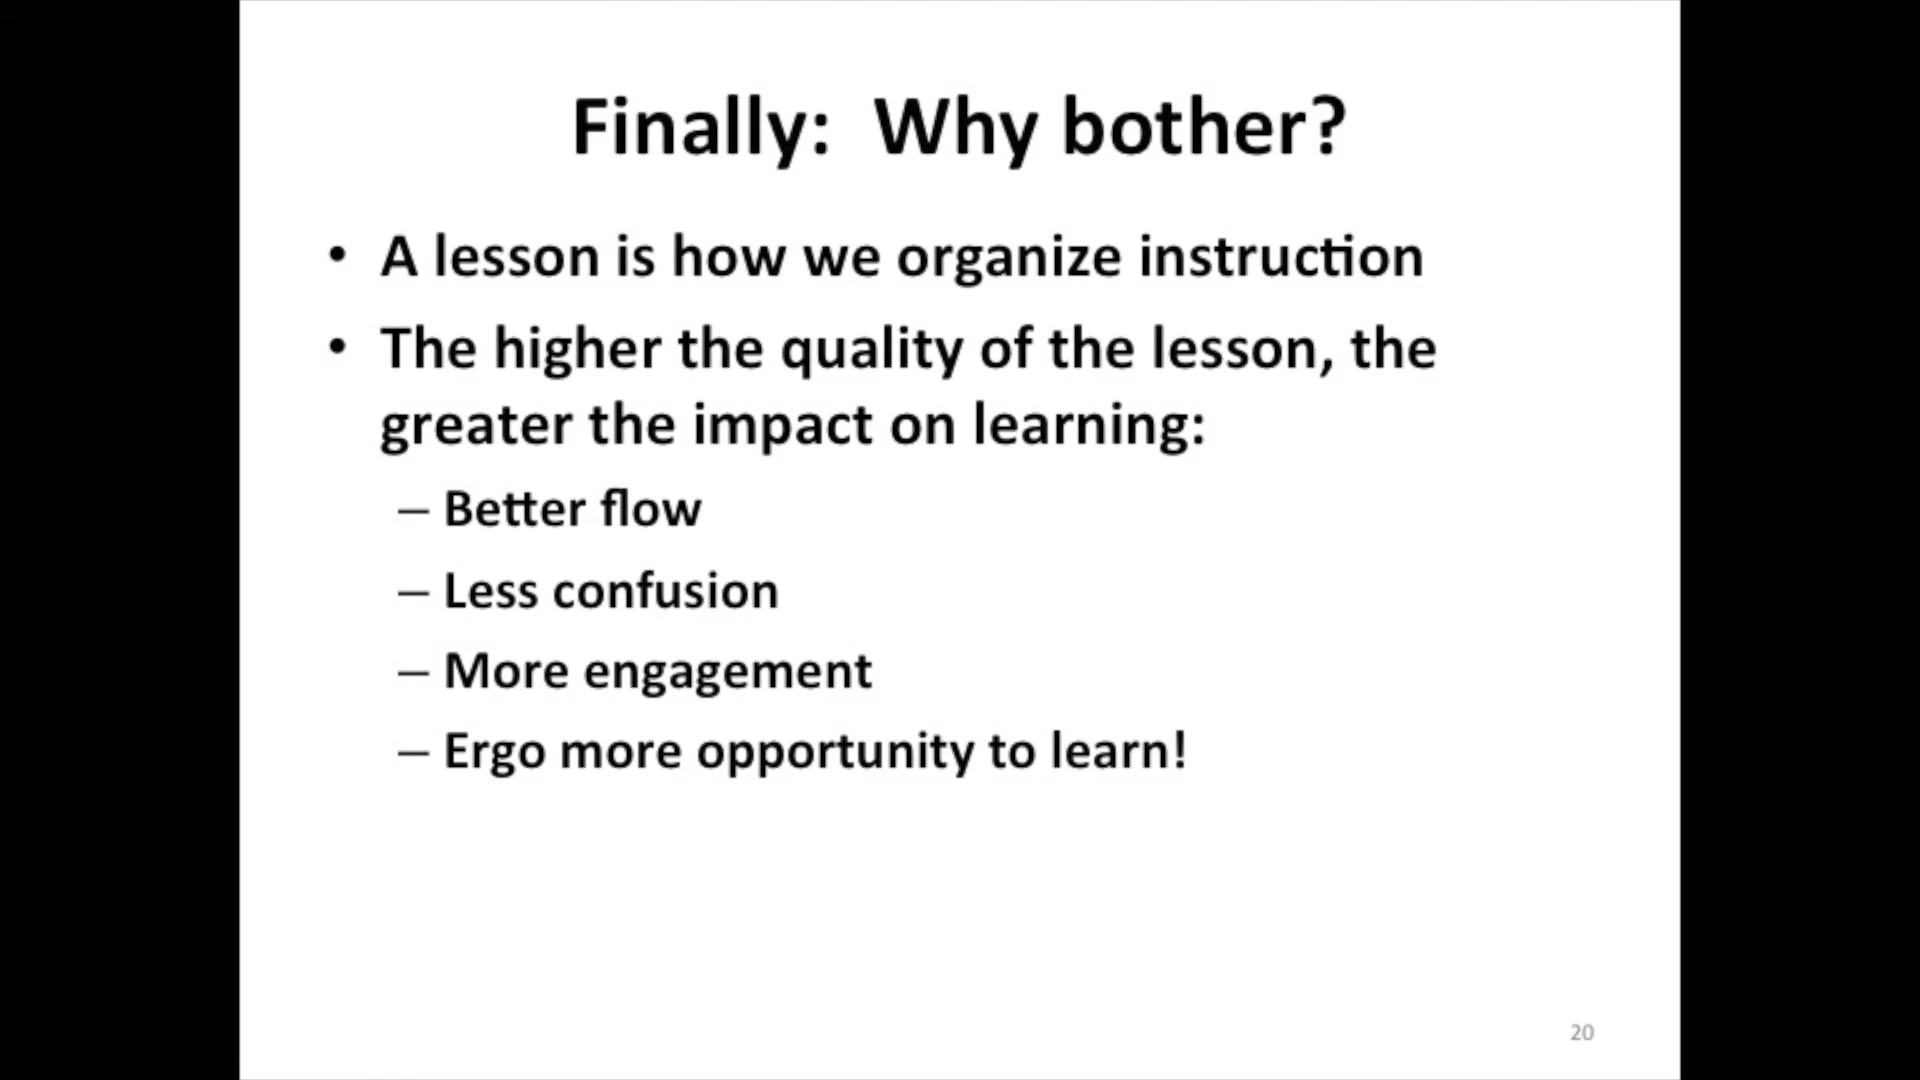 Finally:  Why bother?
• A lesson is how we organize instruction
• The higher the quality of the lesson, the
greater the impact on learning:
– Better flow
– Less confusion
– More engagement
– Ergo more opportunity to learn!
20